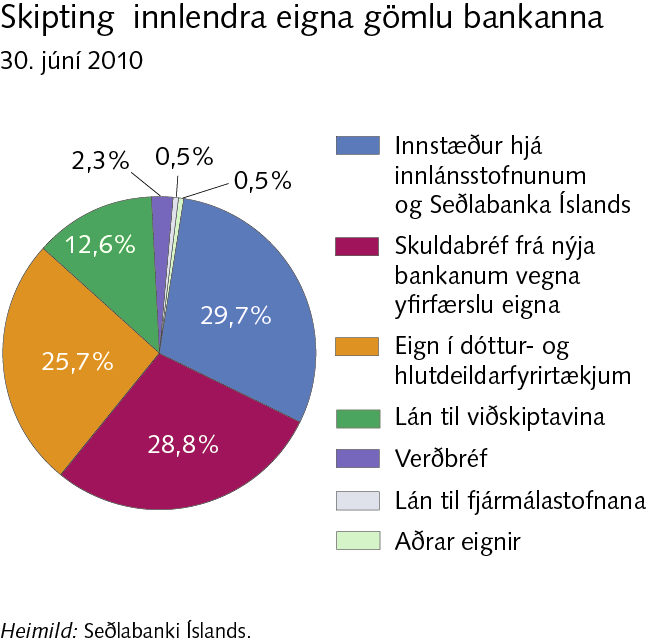 Skipting innlendra eigna gömlu bankanna
30. júní 2010
2,3%
0,5%
0,5%
12,6%
29,7%
25,7%
28,8%
Innstæður hjá
innlánsstofnunum
og Seðlabanka Íslands
Skuldabréf frá nýja
bankanum vegna
yfirfærslu eigna
Eign í dóttur- og
hlutdeildarfyrirtækjum
Lán til viðskiptavina
Verðbréf
Lán til fjármálastofnana
Aðrar eignir
Heimild: Seðlabanki Íslands.